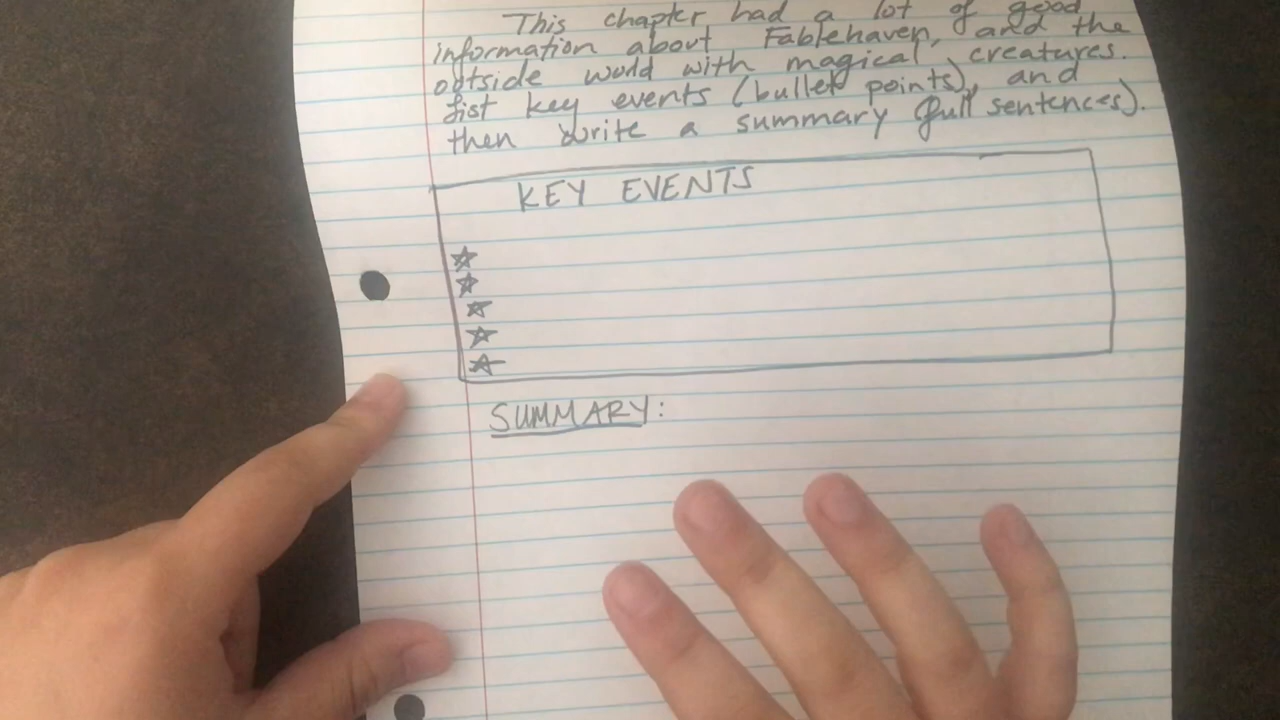 This chapter had a lot of good
information about Fablehaven, and the
outside world with magical creatures.
List key events (bullet points), and
then write a summary (full sentences).
KEY EVENTS
SUMMARY: